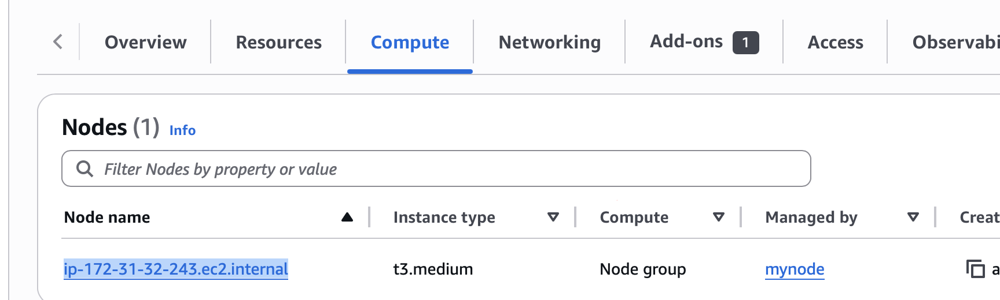 Overview Resources Compute Networking Add-ons 1 Access Observabi
Nodes (1) Info
Filter Nodes by property or value
Node name Instance type Compute Managed by Creat
ip-172-31-32-243.ec2.internal t3.medium Node group mynode a